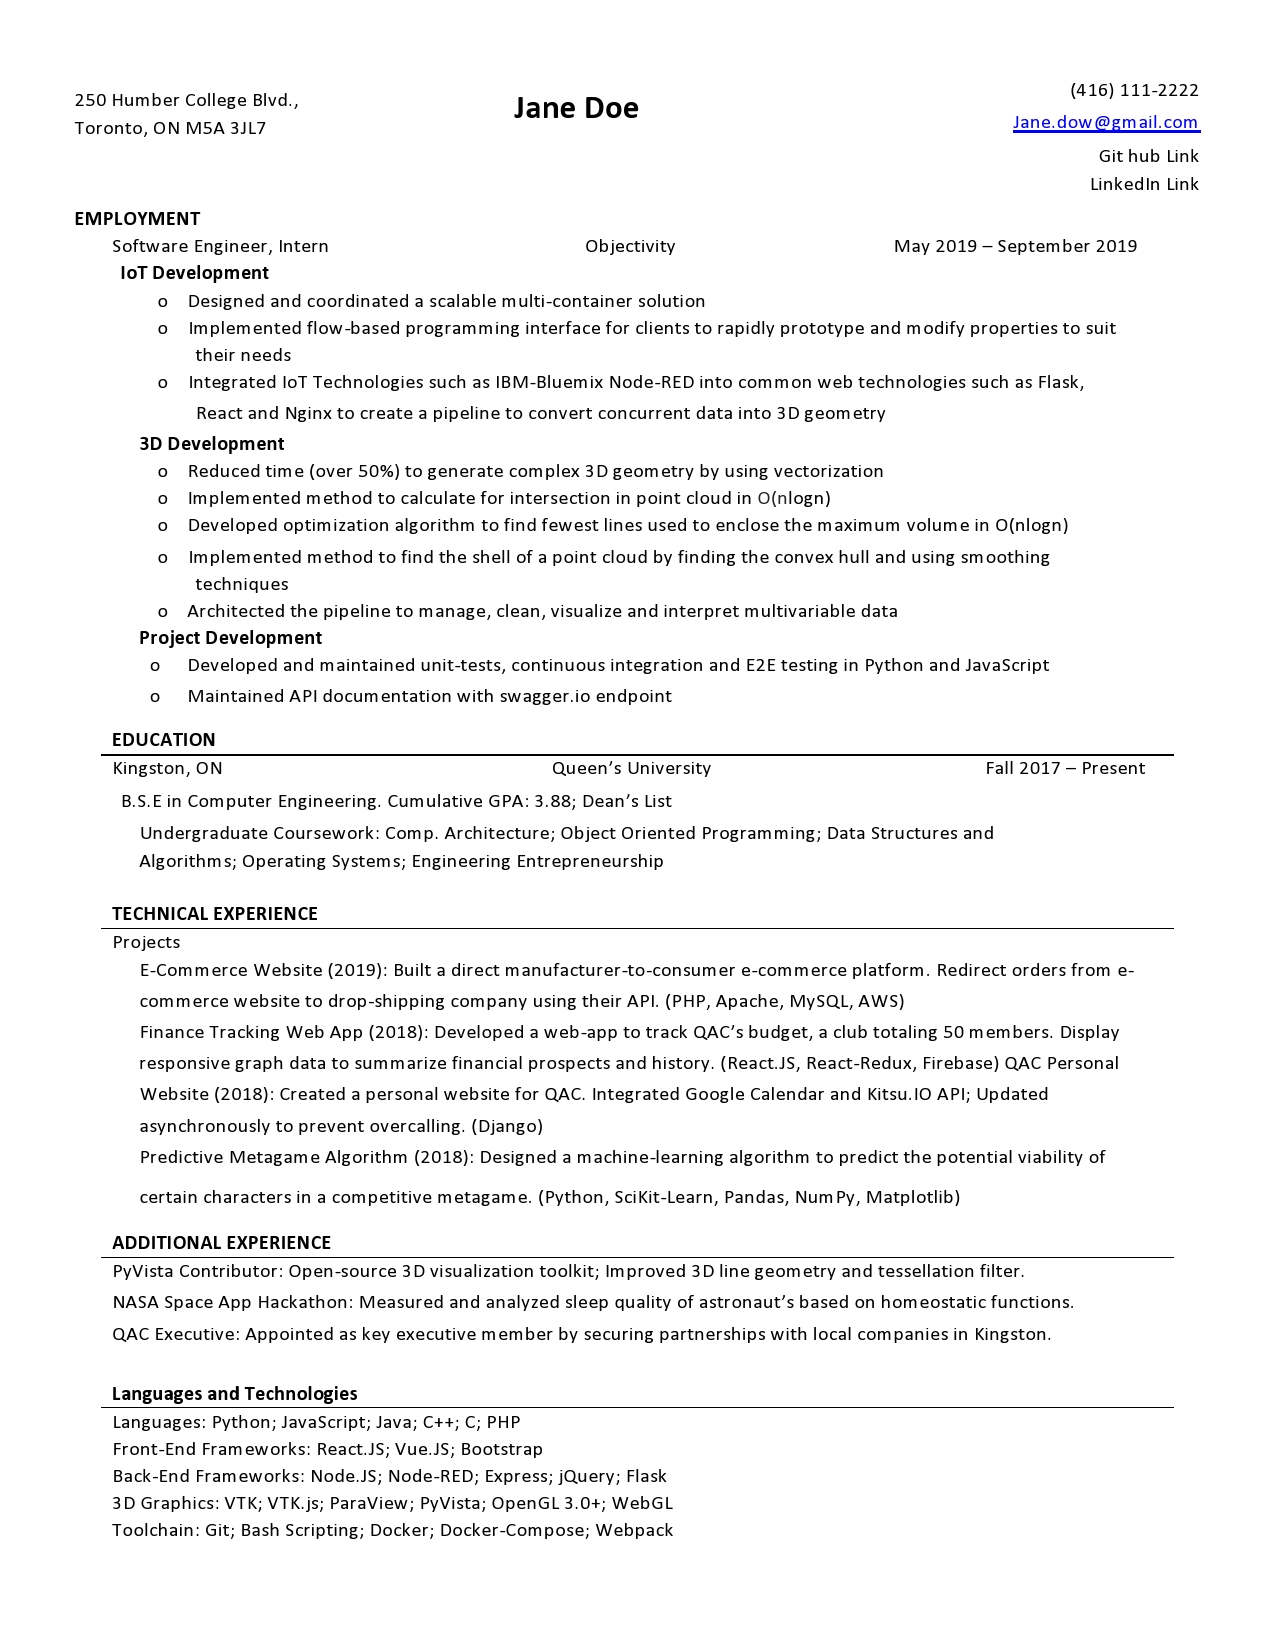 250 Humber College Blvd.,
Toronto, ON M5A 3JL7
Jane Doe
(416) 111-2222
Jane.dow@gmail.com
Git hub Link
LinkedIn Link
EMPLOYMENT
Software Engineer, Intern Objectivity May 2019 – September 2019
IoT Development
o Designed and coordinated a scalable multi-container solution
o Implemented flow-based programming interface for clients to rapidly prototype and modify properties to suit
their needs
o Integrated IoT Technologies such as IBM-Bluemix Node-RED into common web technologies such as Flask,
React and Nginx to create a pipeline to convert concurrent data into 3D geometry
3D Development
o Reduced time (over 50%) to generate complex 3D geometry by using vectorization
o Implemented method to calculate for intersection in point cloud in O(nlogn)
o Developed optimization algorithm to find fewest lines used to enclose the maximum volume in O(nlogn)
o Implemented method to find the shell of a point cloud by finding the convex hull and using smoothing
techniques
o Architected the pipeline to manage, clean, visualize and interpret multivariable data
Project Development
o Developed and maintained unit-tests, continuous integration and E2E testing in Python and JavaScript
o Maintained API documentation with swagger.io endpoint
EDUCATION
Kingston, ON Queen’s University Fall 2017 – Present
B.S.E in Computer Engineering. Cumulative GPA: 3.88; Dean’s List
Undergraduate Coursework: Comp. Architecture; Object Oriented Programming; Data Structures and
Algorithms; Operating Systems; Engineering Entrepreneurship
TECHNICAL EXPERIENCE
Projects
E-Commerce Website (2019): Built a direct manufacturer-to-consumer e-commerce platform. Redirect orders from e-
commerce website to drop-shipping company using their API. (PHP, Apache, MySQL, AWS)
Finance Tracking Web App (2018): Developed a web-app to track QAC’s budget, a club totaling 50 members. Display
responsive graph data to summarize financial prospects and history. (React.JS, React-Redux, Firebase) QAC Personal
Website (2018): Created a personal website for QAC. Integrated Google Calendar and Kitsu.IO API; Updated
asynchronously to prevent overcalling. (Django)
Predictive Metagame Algorithm (2018): Designed a machine-learning algorithm to predict the potential viability of
certain characters in a competitive metagame. (Python, SciKit-Learn, Pandas, NumPy, Matplotlib)
ADDITIONAL EXPERIENCE
PyVista Contributor: Open-source 3D visualization toolkit; Improved 3D line geometry and tessellation filter.
NASA Space App Hackathon: Measured and analyzed sleep quality of astronaut’s based on homeostatic functions.
QAC Executive: Appointed as key executive member by securing partnerships with local companies in Kingston.
Languages and Technologies
Languages: Python; JavaScript; Java; C++; C; PHP
Front-End Frameworks: React.JS; Vue.JS; Bootstrap
Back-End Frameworks: Node.JS; Node-RED; Express; jQuery; Flask
3D Graphics: VTK; VTK.js; ParaView; PyVista; OpenGL 3.0+; WebGL
Toolchain: Git; Bash Scripting; Docker; Docker-Compose; Webpack